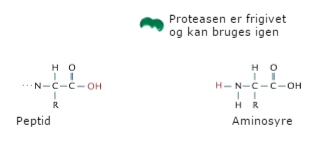 Proteasen er frigivet
og kan bruges igen
H O
···N–C–C–OH
R
Peptid
H O
H–N–C–C–OH
H R
Aminosyre